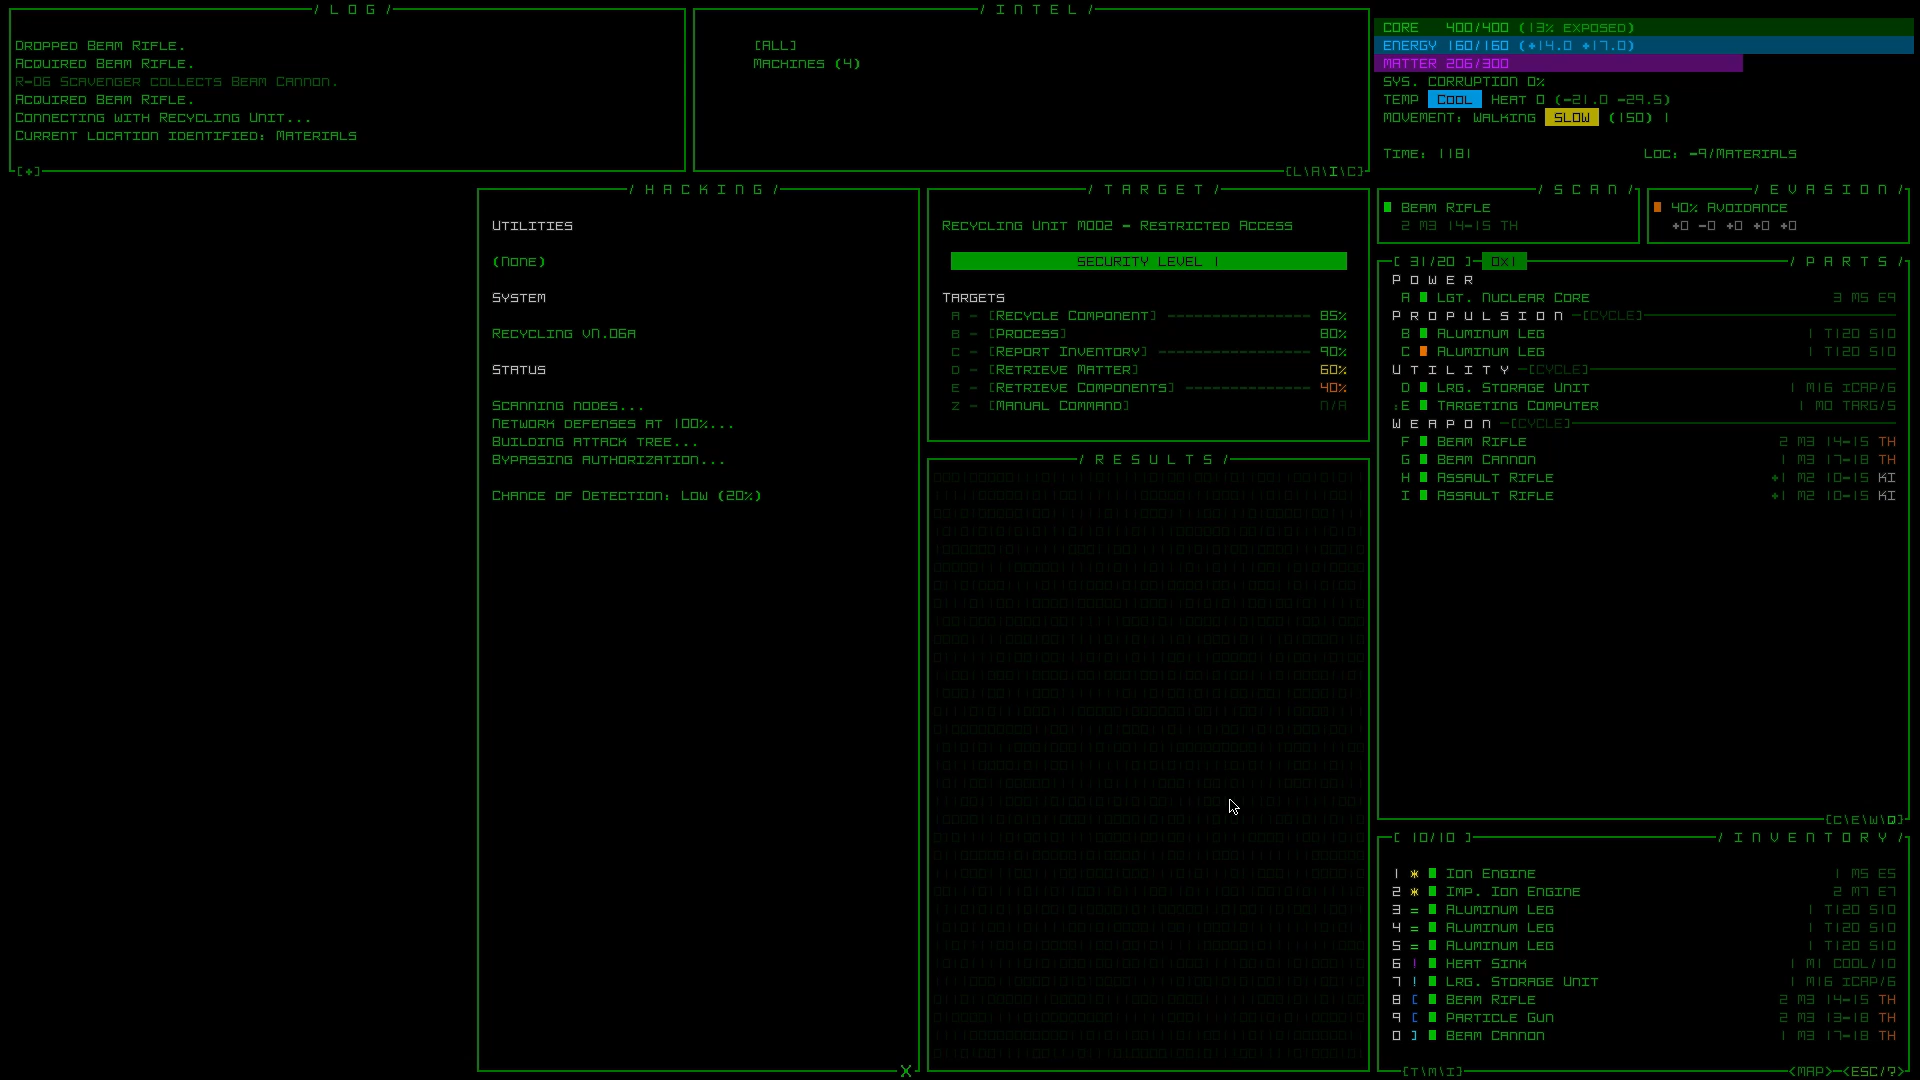 / L O G /
DROPPED BEAM RIFLE.
ACQUIRED BEAM RIFLE.
R-06 SCAVENGER COLLECTS BEAM CANNON.
ACQUIRED BEAM RIFLE.
CONNECTING WITH RECYCLING UNIT...
CURRENT LOCATION IDENTIFIED: MATERIALS
[+]
/ I N T E L /
[ALL]
MACHINES (4)
[L\A\I\C]
CORE 400/400 (13% EXPOSED)
ENERGY 160/160 (+14.0 +17.0)
MATTER 206/300
SYS. CORRUPTION 0%
TEMP COOL HEAT 0 (-21.0 -29.5)
MOVEMENT: WALKING SLOW (150) 1
TIME: 1181 LOC: -9/MATERIALS
/ H A C K I N G /
UTILITIES
(NONE)
SYSTEM
RECYCLING VN.06A
STATUS
SCANNING NODES...
NETWORK DEFENSES AT 100%...
BUILDING ATTACK TREE...
BYPASSING AUTHORIZATION...
CHANCE OF DETECTION: LOW (20%)
X
/ T A R G E T /
RECYCLING UNIT M002 - RESTRICTED ACCESS
SECURITY LEVEL 1
TARGETS
A - [RECYCLE COMPONENT] 85%
B - [PROCESS] 80%
C - [REPORT INVENTORY] 90%
D - [RETRIEVE MATTER] 60%
E - [RETRIEVE COMPONENTS] 40%
Z - [MANUAL COMMAND] N/A
/ R E S U L T S /
/ S C A N /
BEAM RIFLE
2 M3 14-15 TH
/ E V A S I O N /
40% AVOIDANCE
+0 -0 +0 +0 +0
[ 31/20 ] 0X1 / P A R T S /
P O W E R
A LGT. NUCLEAR CORE 3 M5 E9
P R O P U L S I O N [CYCLE]
B ALUMINUM LEG 1 T120 S10
C ALUMINUM LEG 1 T120 S10
U T I L I T Y [CYCLE]
D LRG. STORAGE UNIT 1 M16 ICAP/6
:E TARGETING COMPUTER 1 M0 TARG/5
W E A P O N [CYCLE]
F BEAM RIFLE 2 M3 14-15 TH
G BEAM CANNON 1 M3 17-18 TH
H ASSAULT RIFLE +1 M2 10-15 KI
I ASSAULT RIFLE +1 M2 10-15 KI
[C\E\W\Q]
[ 10/10 ] / I N V E N T O R Y /
1 * ION ENGINE 1 M5 E5
2 * IMP. ION ENGINE 2 M7 E7
3 = ALUMINUM LEG 1 T120 S10
4 = ALUMINUM LEG 1 T120 S10
5 = ALUMINUM LEG 1 T120 S10
6 ! HEAT SINK 1 M1 COOL/10
7 ! LRG. STORAGE UNIT 1 M16 ICAP/6
8 [ BEAM RIFLE 2 M3 14-15 TH
9 [ PARTICLE GUN 2 M3 13-18 TH
0 ] BEAM CANNON 1 M3 17-18 TH
[T\M\I] <MAP> <ESC/?>